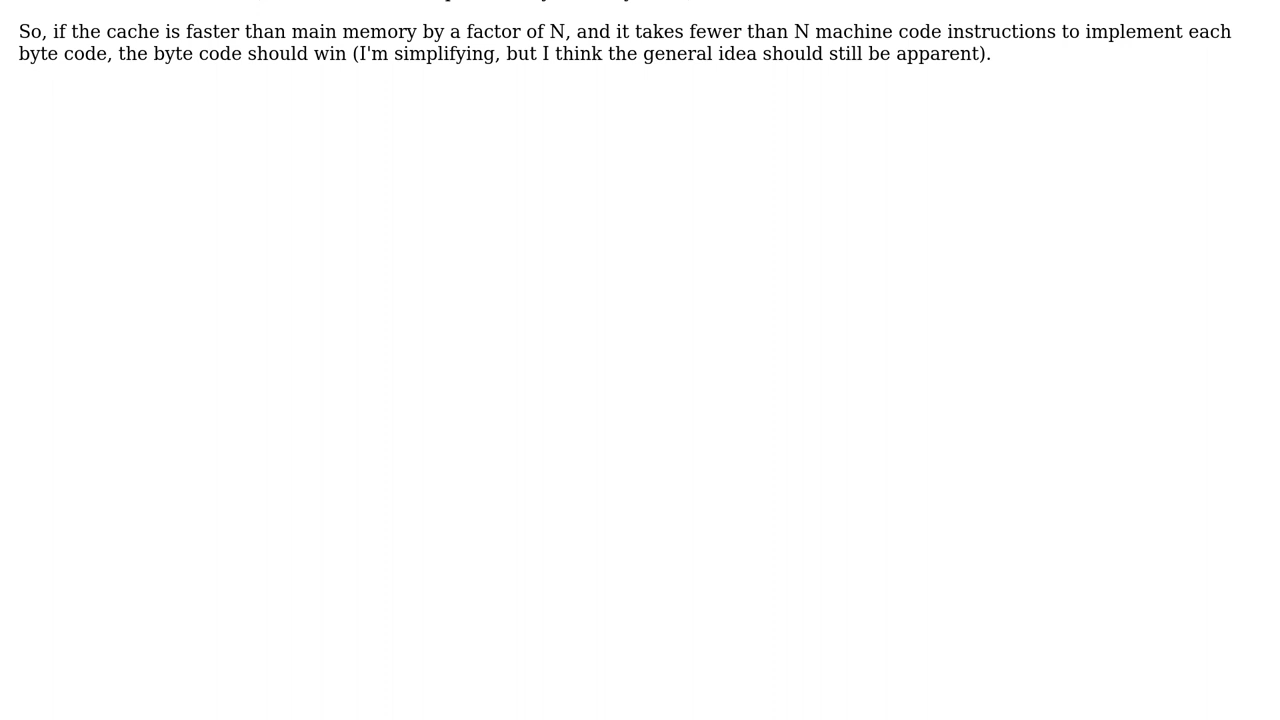 So, if the cache is faster than main memory by a factor of N, and it takes fewer than N machine code instructions to implement each
byte code, the byte code should win (I'm simplifying, but I think the general idea should still be apparent).